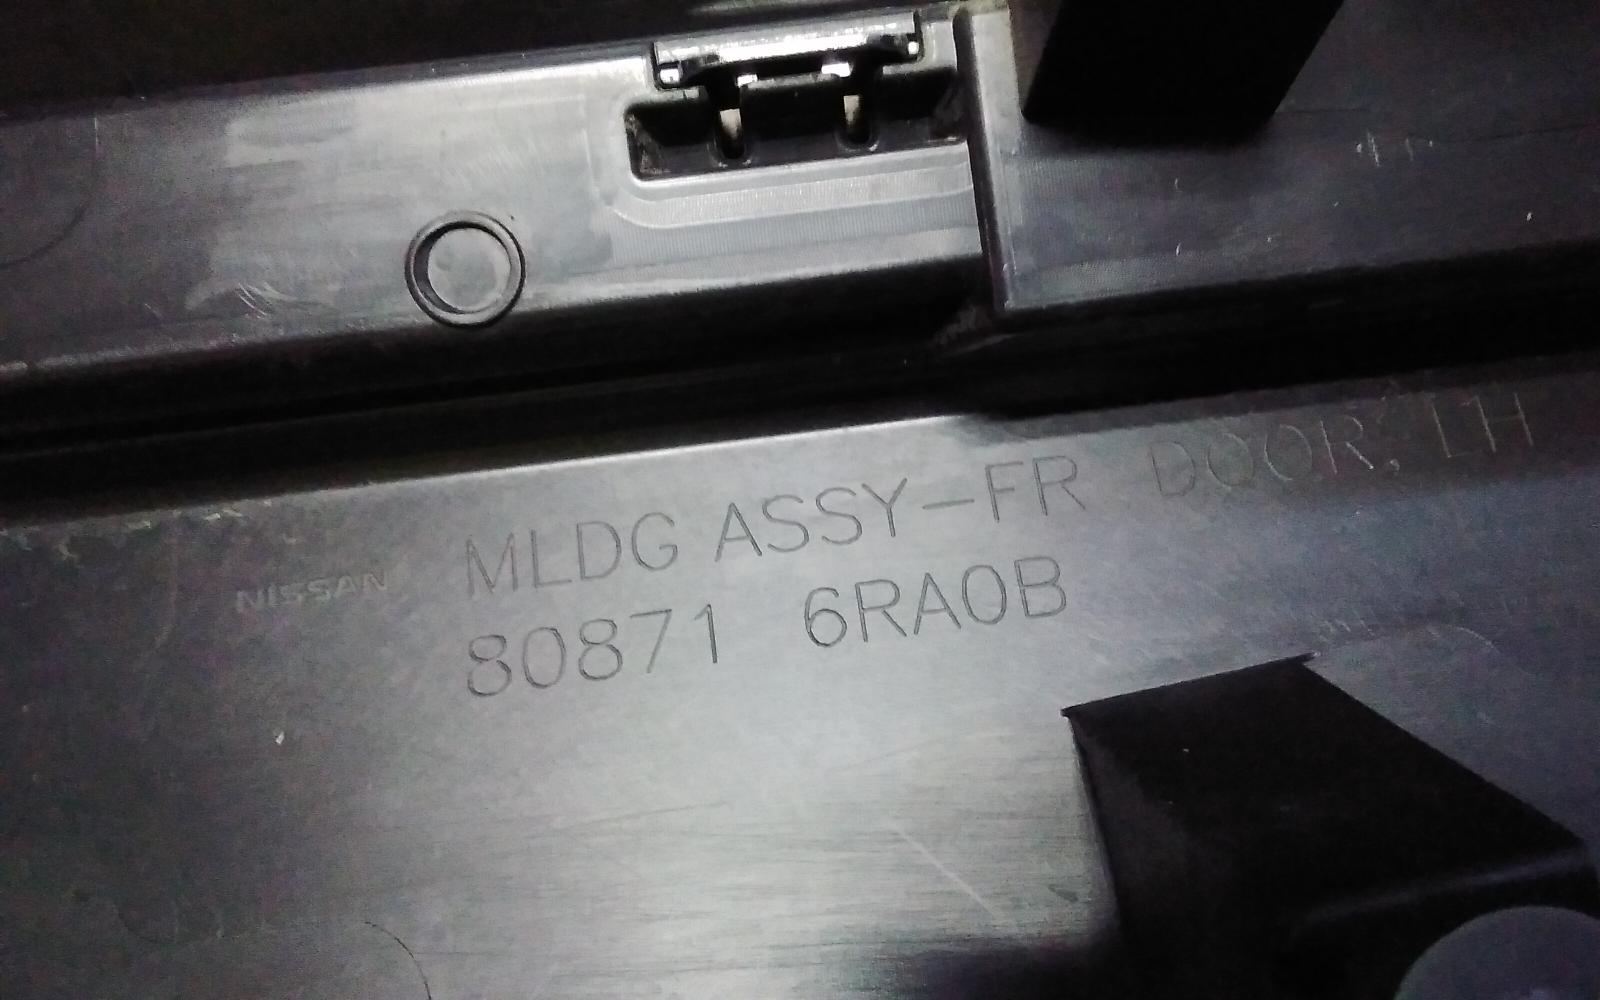 NISSAN
MLDG ASSY-FR DOOR, LH
80871 6RA0B